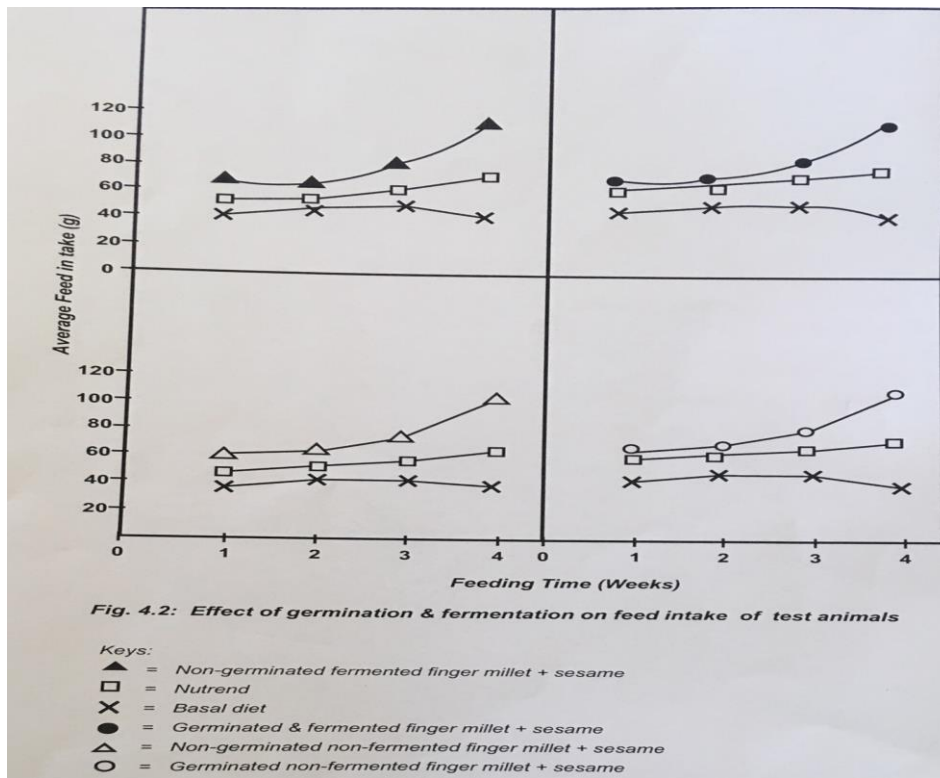 120
100
80
60
40
20
0
Average Feed in take (g)
120
100
80
60
40
20
0 1 2 3 4 0 1 2 3 4
Feeding Time (Weeks)
Fig. 4.2: Effect of germination & fermentation on feed intake of test animals
Keys:
▲ = Non-germinated fermented finger millet + sesame
□ = Nutrend
✕ = Basal diet
● = Germinated & fermented finger millet + sesame
△ = Non-germinated non-fermented finger millet + sesame
○ = Germinated non-fermented finger millet + sesame